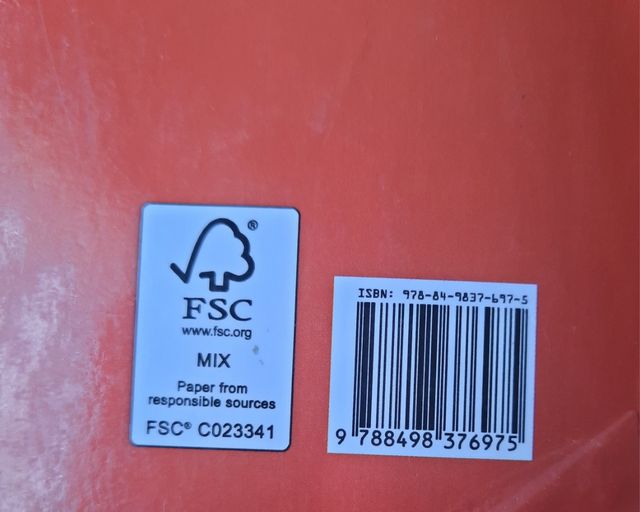 ®
FSC
www.fsc.org
MIX
Paper from
responsible sources
FSC® C023341
ISBN: 978-84-9837-697-5
9 788498 376975